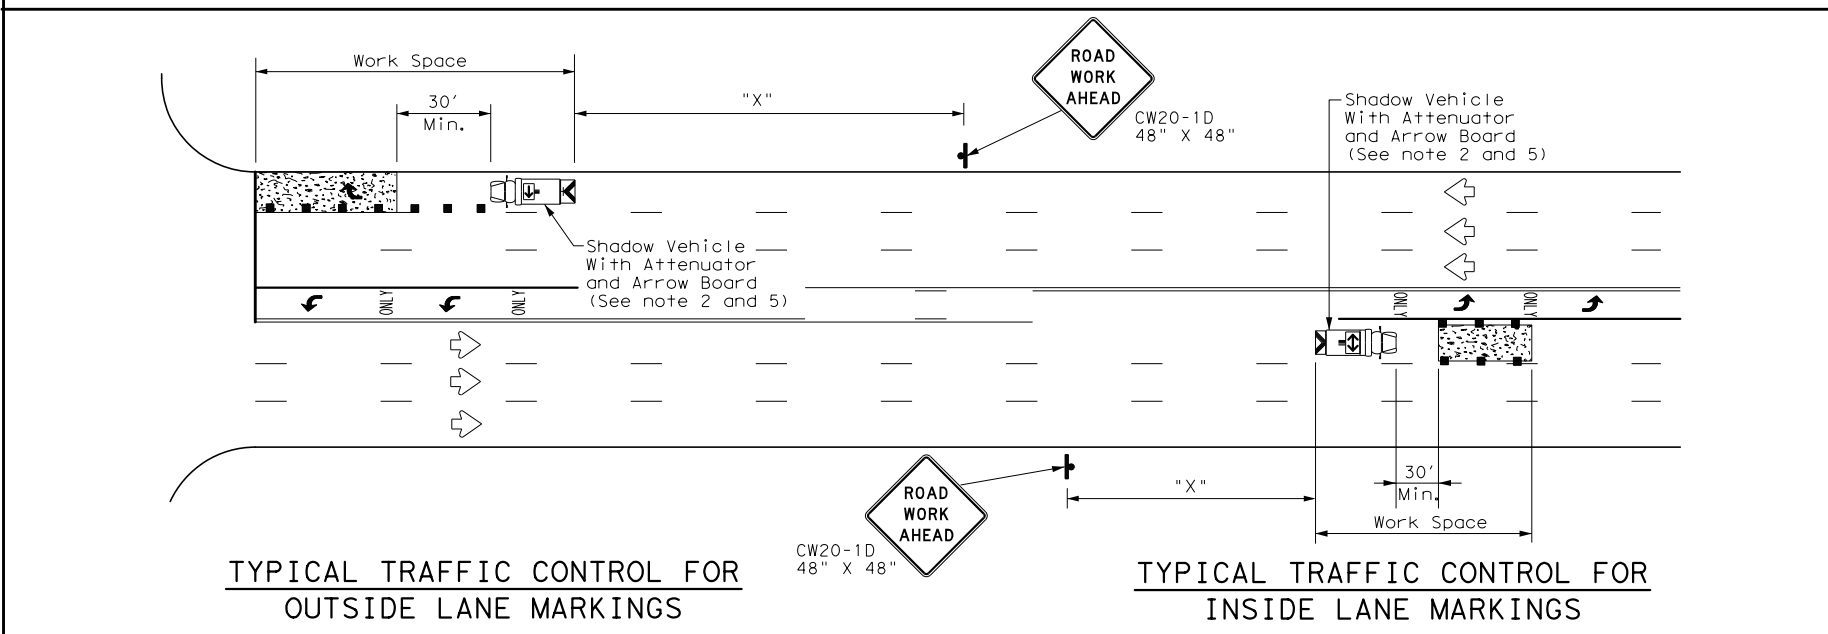 Work Space
30'
Min.
"X"
ROAD
WORK
AHEAD
CW20-1D
48" X 48"
Shadow Vehicle
With Attenuator
and Arrow Board
(See note 2 and 5)
Shadow Vehicle
With Attenuator
and Arrow Board
(See note 2 and 5)
ONLY
ONLY
ONLY
ONLY
ROAD
WORK
AHEAD
CW20-1D
48" X 48"
"X"
30'
Min.
Work Space
TYPICAL TRAFFIC CONTROL FOR
OUTSIDE LANE MARKINGS
TYPICAL TRAFFIC CONTROL FOR
INSIDE LANE MARKINGS